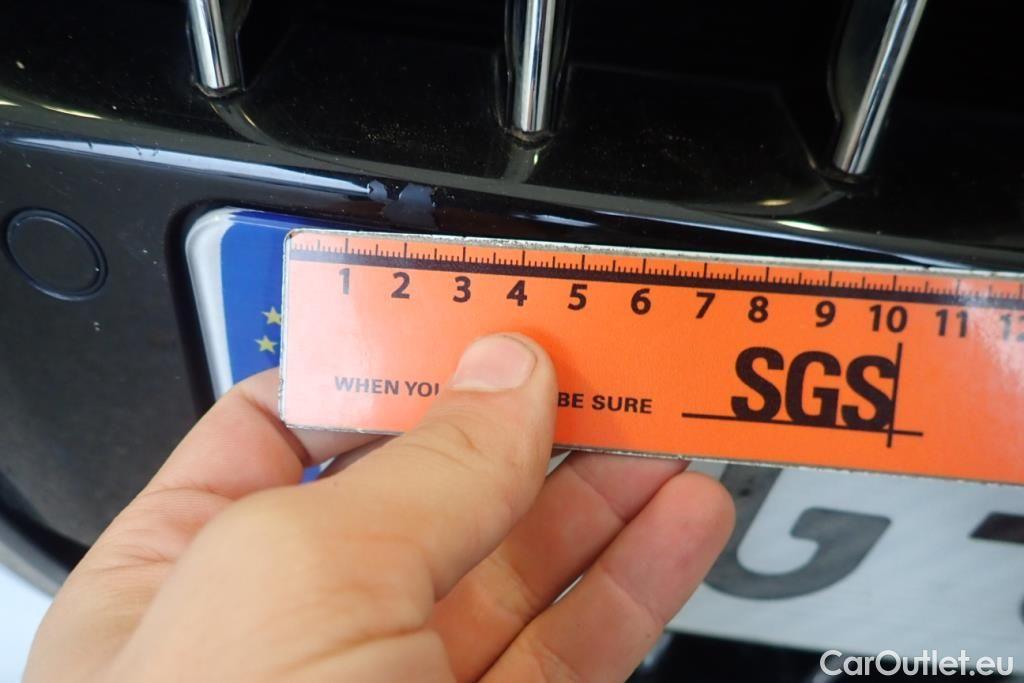 1 2 3 4 5 6 7 8 9 10 11 12
WHEN YOU BE SURE
SGS
G
CarOutlet.eu